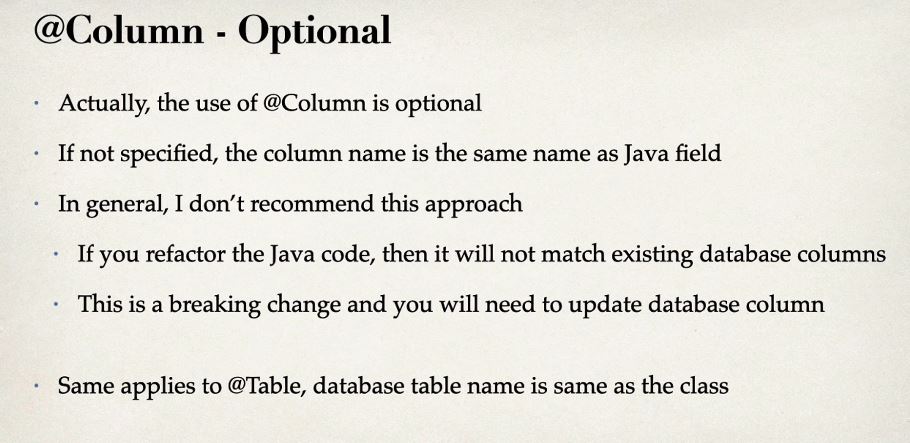 @Column - Optional
• Actually, the use of @Column is optional
• If not specified, the column name is the same name as Java field
• In general, I don’t recommend this approach
• If you refactor the Java code, then it will not match existing database columns
• This is a breaking change and you will need to update database column
• Same applies to @Table, database table name is same as the class